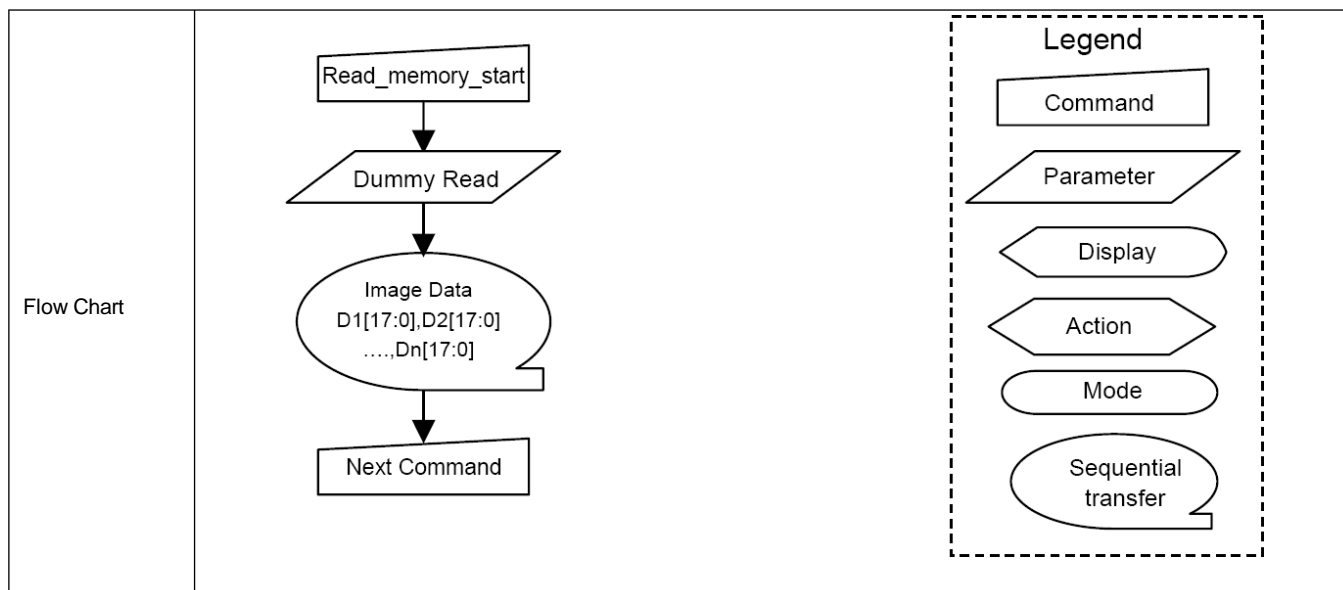 Flow Chart
Read_memory_start
Dummy Read
Image Data
D1[17:0],D2[17:0]
....,Dn[17:0]
Next Command
Legend
Command
Parameter
Display
Action
Mode
Sequential
transfer